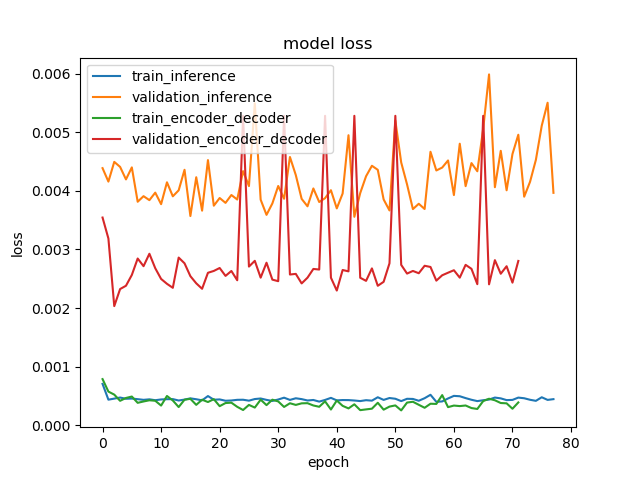 model loss
train_inference
validation_inference
train_encoder_decoder
validation_encoder_decoder
0.006
0.005
0.004
0.003
0.002
0.001
0.000
loss
0 10 20 30 40 50 60 70 80
epoch